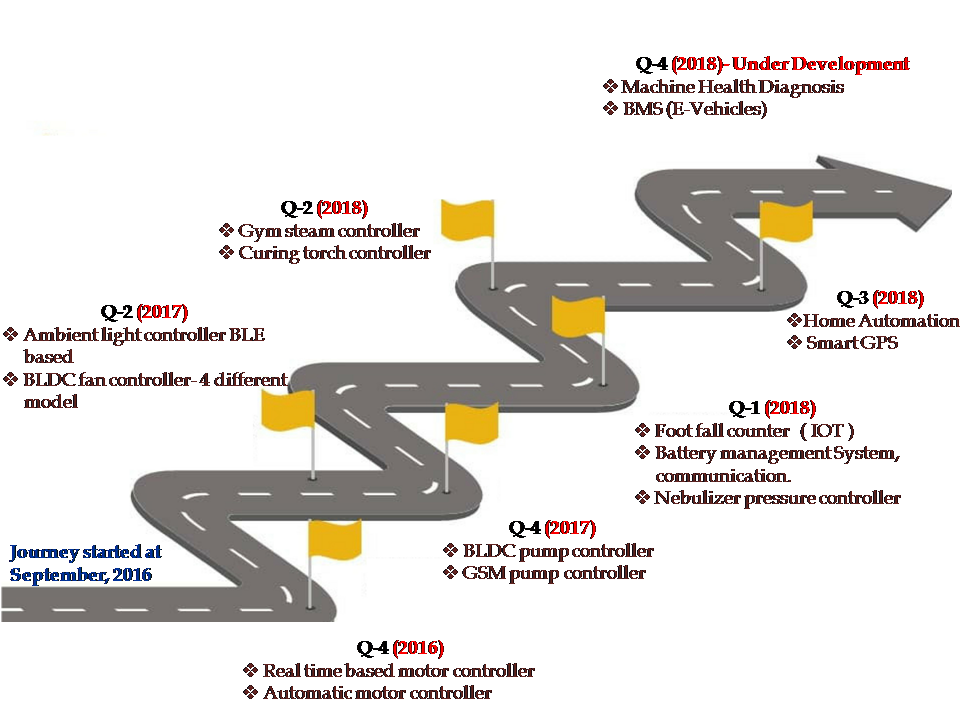 Q-4 (2018)- Under Development
❖ Machine Health Diagnosis
❖ BMS (E-Vehicles)
Q-2 (2018)
❖ Gym steam controller
❖ Curing torch controller
Q-2 (2017)
❖ Ambient light controller BLE
based
❖ BLDC fan controller- 4 different
model
Q-3 (2018)
❖Home Automation
❖ Smart GPS
Q-1 (2018)
❖ Foot fall counter ( IOT )
❖ Battery management System,
communication.
❖ Nebulizer pressure controller
Q-4 (2017)
❖ BLDC pump controller
❖ GSM pump controller
Journey started at
September, 2016
Q-4 (2016)
❖ Real time based motor controller
❖ Automatic motor controller